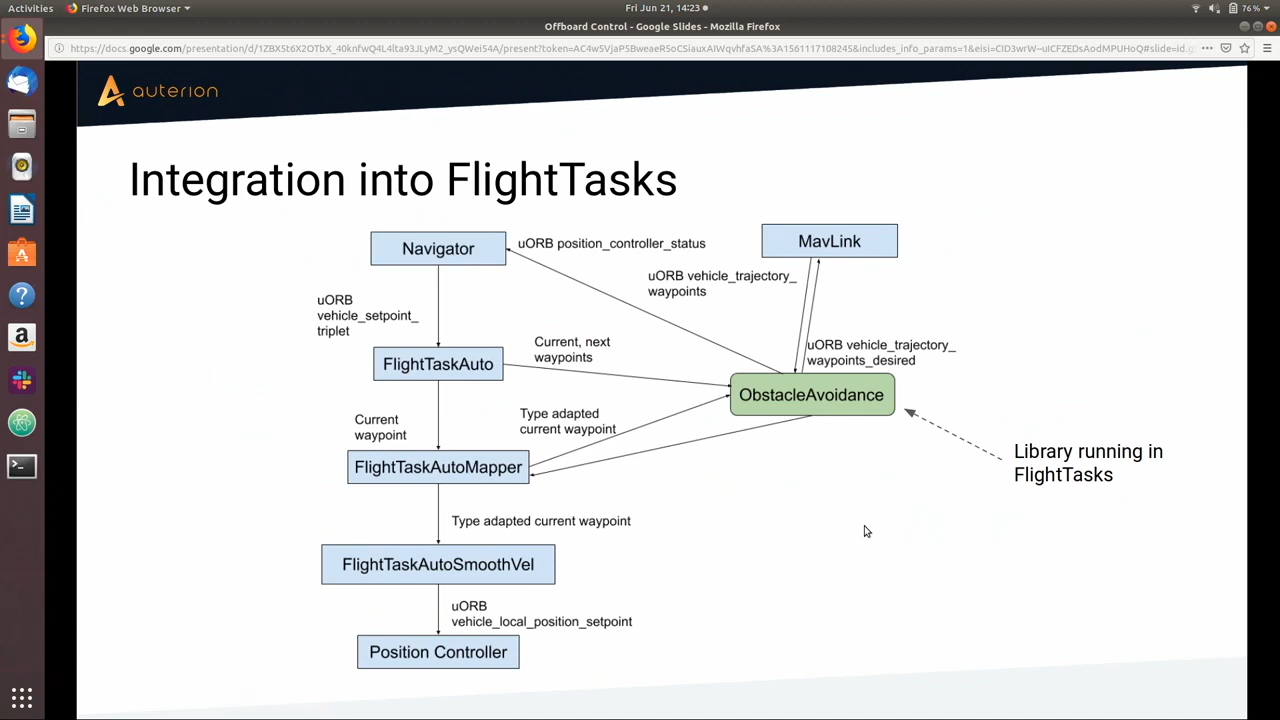 Activities
Firefox Web Browser
Fri Jun 21, 14:23
76%
Offboard Control - Google Slides - Mozilla Firefox
auterion
Integration into FlightTasks
Navigator
uORB position_controller_status
MavLink
uORB vehicle_trajectory_
waypoints
uORB
vehicle_setpoint_
triplet
Current, next
waypoints
uORB vehicle_trajectory_
waypoints_desired
FlightTaskAuto
ObstacleAvoidance
Current
waypoint
Type adapted
current waypoint
Library running in
FlightTasks
FlightTaskAutoMapper
Type adapted current waypoint
FlightTaskAutoSmoothVel
uORB
vehicle_local_position_setpoint
Position Controller